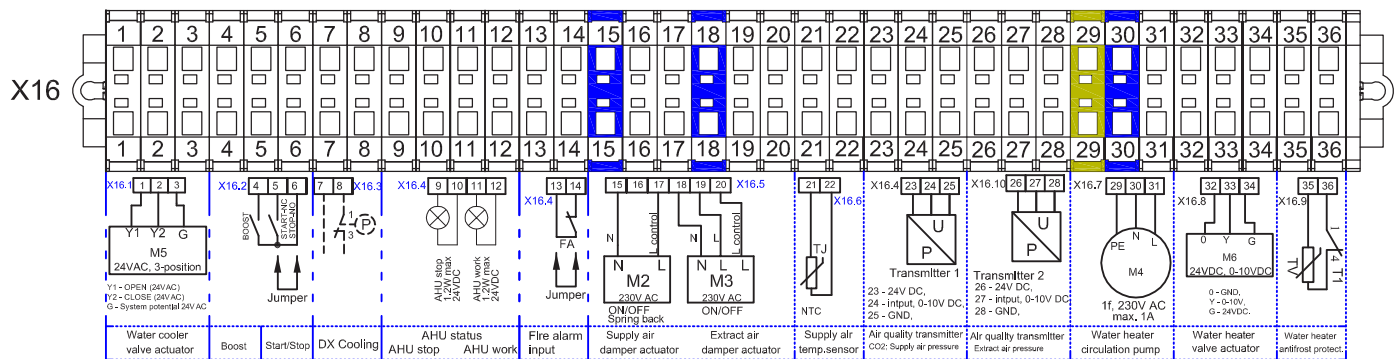 1 2 3 4 5 6 7 8 9 10 11 12 13 14 15 16 17 18 19 20 21 22 23 24 25 26 27 28 29 30 31 32 33 34 35 36
X16
1 2 3 4 5 6 7 8 9 10 11 12 13 14 15 16 17 18 19 20 21 22 23 24 25 26 27 28 29 30 31 32 33 34 35 36
X16.1 1 2 3
Y1 Y2 G
M5
24VAC, 3-position
Y1 - OPEN (24VAC)
Y2 - CLOSE (24VAC)
G - System potential 24VAC
Water cooler
valve actuator
X16.2 4 5 6
BOOST
START-NC
STOP-NO
Jumper
Boost
Start/Stop
7 8 X16.3
1
3
P
DX Cooling
X16.4 9 10 11 12
AHU stop
1,2W max
24VDC
AHU work
1,2W max
24VDC
AHU status
AHU stop AHU work
13 14
X16.4
FA
Jumper
Fire alarm
input
15 16 17 18 19 20 X16.5
N
L control
N L
M2
230V AC
ON/OFF
Spring back
L control
N L L
M3
230V AC
ON/OFF
Supply air
damper actuator
Extract air
damper actuator
21 22
X16.6
TJ
NTC
Supply air
temp.sensor
X16.4 23 24 25
U
P
Transmitter 1
23 - 24V DC,
24 - intput, 0-10V DC,
25 - GND,
Air quality transmitter
CO2: Supply air pressure
X16.10 26 27 28
U
P
Transmitter 2
26 - 24V DC,
27 - intput, 0-10V DC
28 - GND,
Air quality transmitter
Extract air pressure
X16.7
29 30 31
PE N L
M4
1f, 230V AC
max. 1A
Water heater
circulation pump
32 33 34
X16.8
0 Y G
M6
24VDC, 0-10VDC
0 - GND,
Y - 0-10V,
G - 24VDC.
Water heater
valve actuator
35 36
X16.9
TV
1
4
T1
Water heater
antifrost protect.